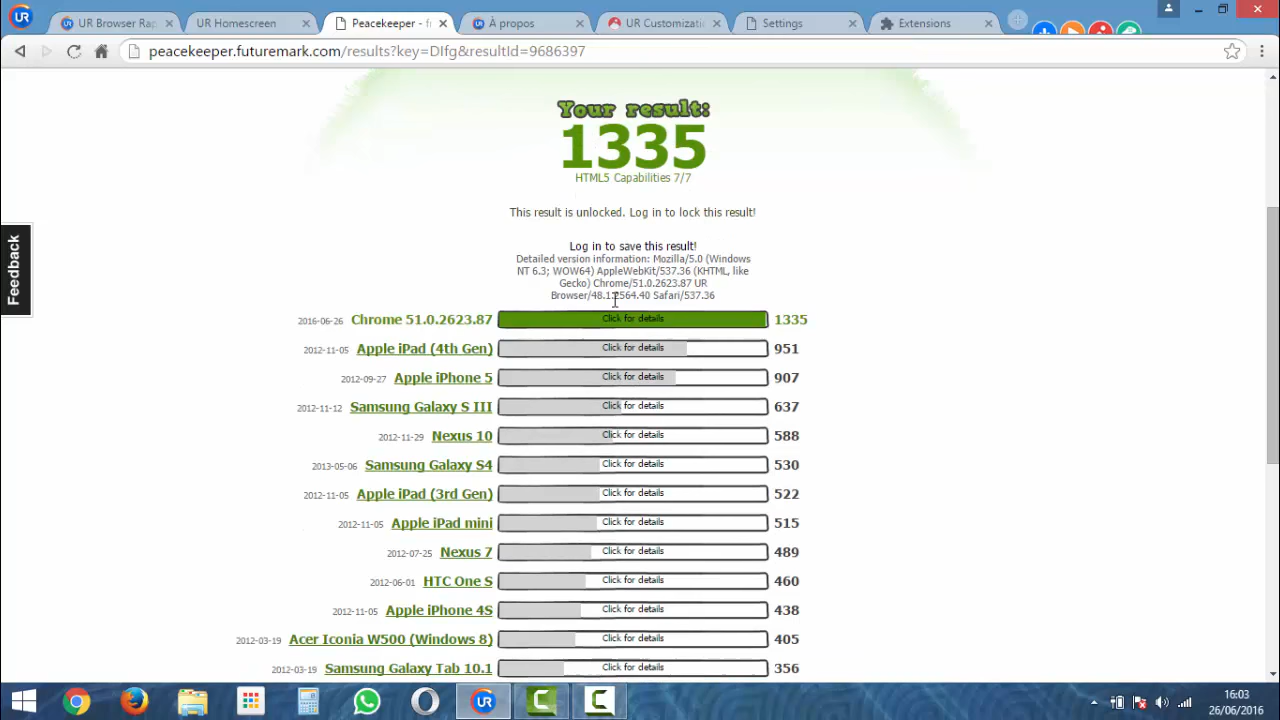 UR Browser Rap
UR Homescreen
Peacekeeper - fr
À propos
UR Customizati
Settings
Extensions
peacekeeper.futuremark.com/results?key=DIfg&resultId=9686397
Feedback
Your result:
1335
HTML5 Capabilities 7/7
This result is unlocked. Log in to lock this result!
Log in to save this result!
Detailed version information: Mozilla/5.0 (Windows
NT 6.3; WOW64) AppleWebKit/537.36 (KHTML, like
Gecko) Chrome/51.0.2623.87 UR
Browser/48.1.2564.40 Safari/537.36
2016-06-26 Chrome 51.0.2623.87 Click for details 1335
2012-11-05 Apple iPad (4th Gen) Click for details 951
2012-09-27 Apple iPhone 5 Click for details 907
2012-11-12 Samsung Galaxy S III Click for details 637
2012-11-29 Nexus 10 Click for details 588
2013-05-06 Samsung Galaxy S4 Click for details 530
2012-11-05 Apple iPad (3rd Gen) Click for details 522
2012-11-05 Apple iPad mini Click for details 515
2012-07-25 Nexus 7 Click for details 489
2012-06-01 HTC One S Click for details 460
2012-11-05 Apple iPhone 4S Click for details 438
2012-03-19 Acer Iconia W500 (Windows 8) Click for details 405
2012-03-19 Samsung Galaxy Tab 10.1 Click for details 356
UR
16:03
26/06/2016